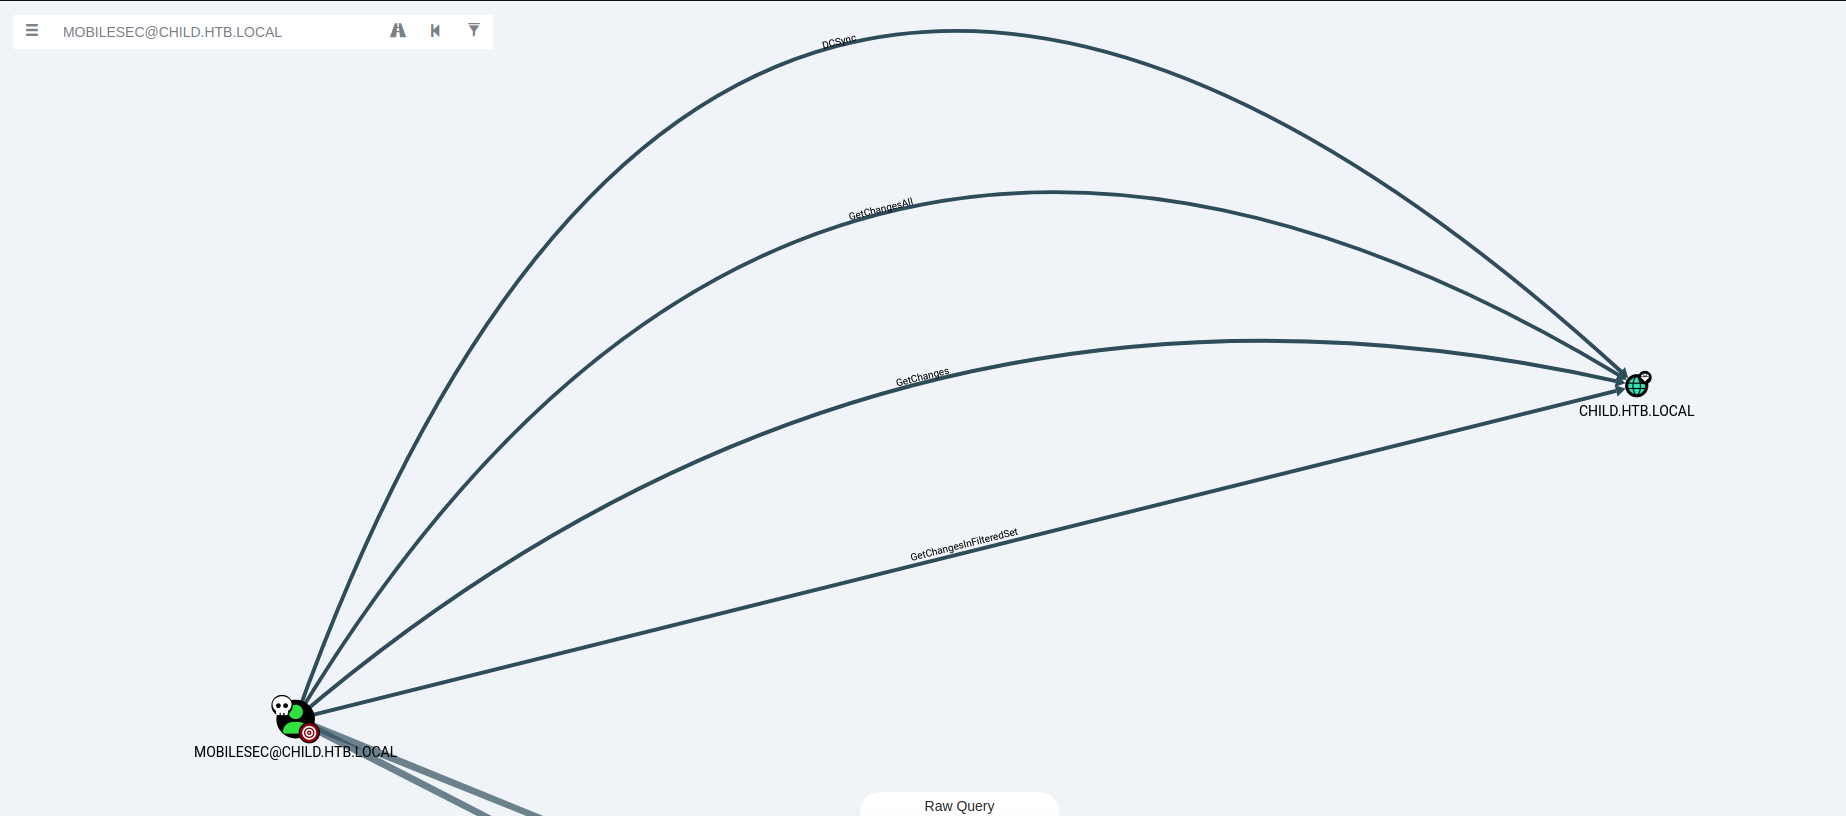 MOBILESEC@CHILD.HTB.LOCAL
DCSync
GetChangesAll
GetChanges
CHILD.HTB.LOCAL
GetChangesInFilteredSet
MOBILESEC@CHILD.HTB.LOCAL
Raw Query